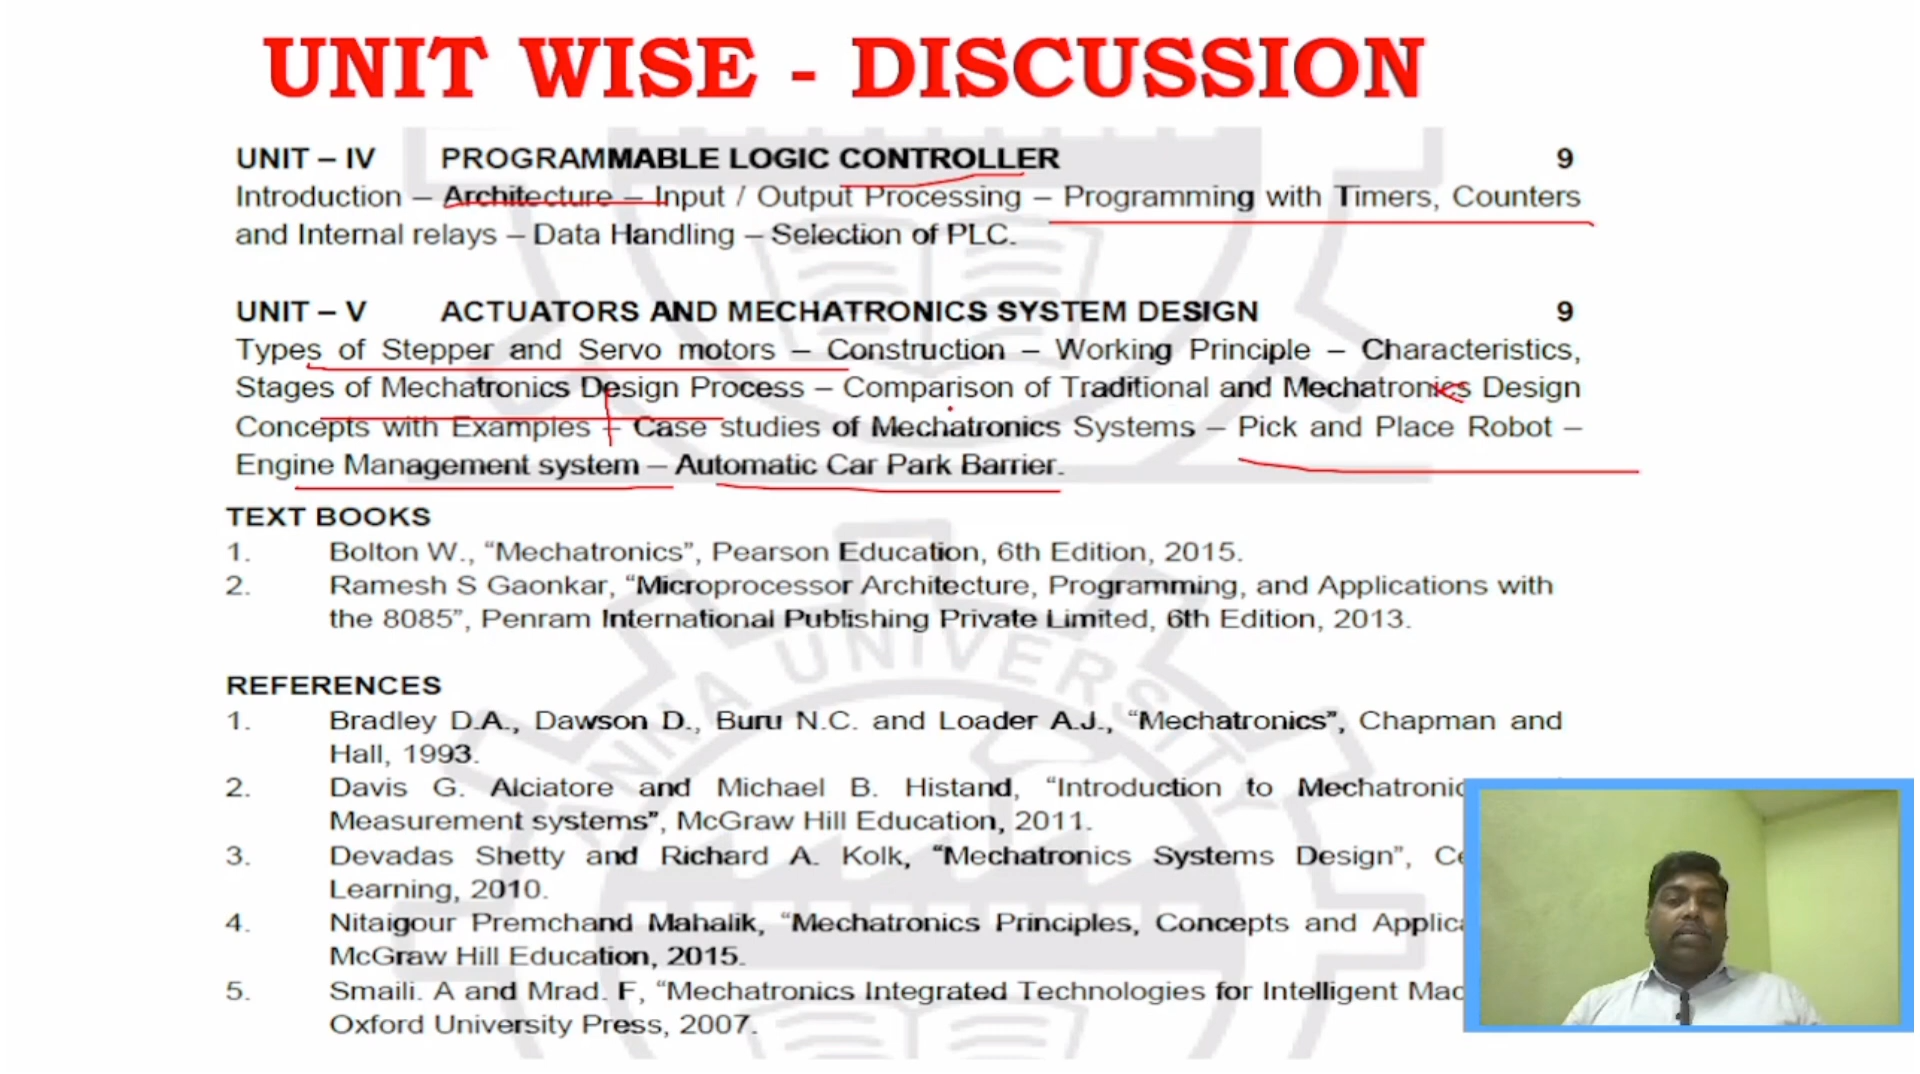 UNIT WISE - DISCUSSION
UNIT – IV PROGRAMMABLE LOGIC CONTROLLER 9
Introduction – Architecture – Input / Output Processing – Programming with Timers, Counters
and Internal relays – Data Handling – Selection of PLC.
UNIT – V ACTUATORS AND MECHATRONICS SYSTEM DESIGN 9
Types of Stepper and Servo motors – Construction – Working Principle – Characteristics,
Stages of Mechatronics Design Process – Comparison of Traditional and Mechatronics Design
Concepts with Examples – Case studies of Mechatronics Systems – Pick and Place Robot –
Engine Management system – Automatic Car Park Barrier.
TEXT BOOKS
1. Bolton W., “Mechatronics”, Pearson Education, 6th Edition, 2015.
2. Ramesh S Gaonkar, “Microprocessor Architecture, Programming, and Applications with
the 8085”, Penram International Publishing Private Limited, 6th Edition, 2013.
REFERENCES
1. Bradley D.A., Dawson D., Buru N.C. and Loader A.J., “Mechatronics”, Chapman and
Hall, 1993.
2. Davis G. Alciatore and Michael B. Histand, “Introduction to Mechatronic
Measurement systems”, McGraw Hill Education, 2011.
3. Devadas Shetty and Richard A. Kolk, “Mechatronics Systems Design”,
Learning, 2010.
4. Nitaigour Premchand Mahalik, “Mechatronics Principles, Concepts and Applica
McGraw Hill Education, 2015.
5. Smaili. A and Mrad. F, “Mechatronics Integrated Technologies for Intelligent Mac
Oxford University Press, 2007.
NNA UNIVERSITY